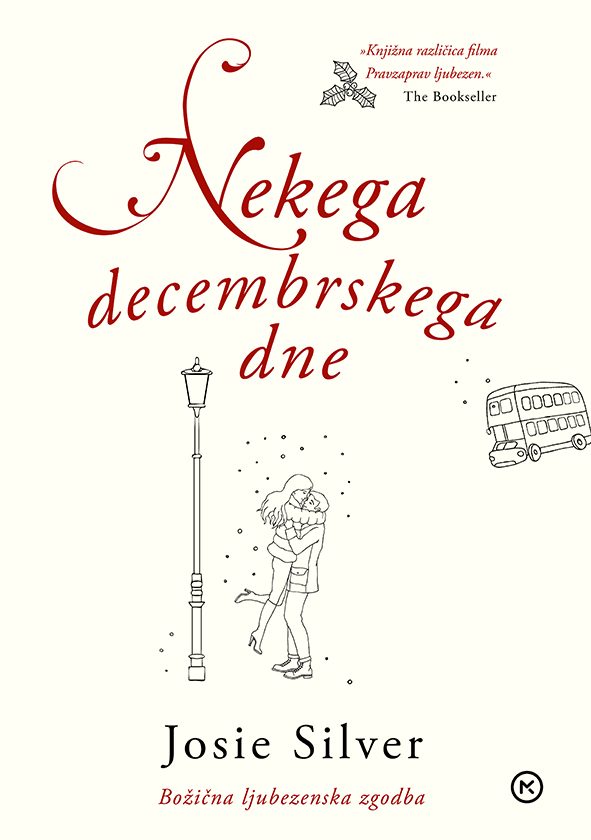 »Knjižna različica filma
Pravzaprav ljubezen.«
The Bookseller
Nekega
decembrskega
dne
Josie Silver
Božična ljubezenska zgodba